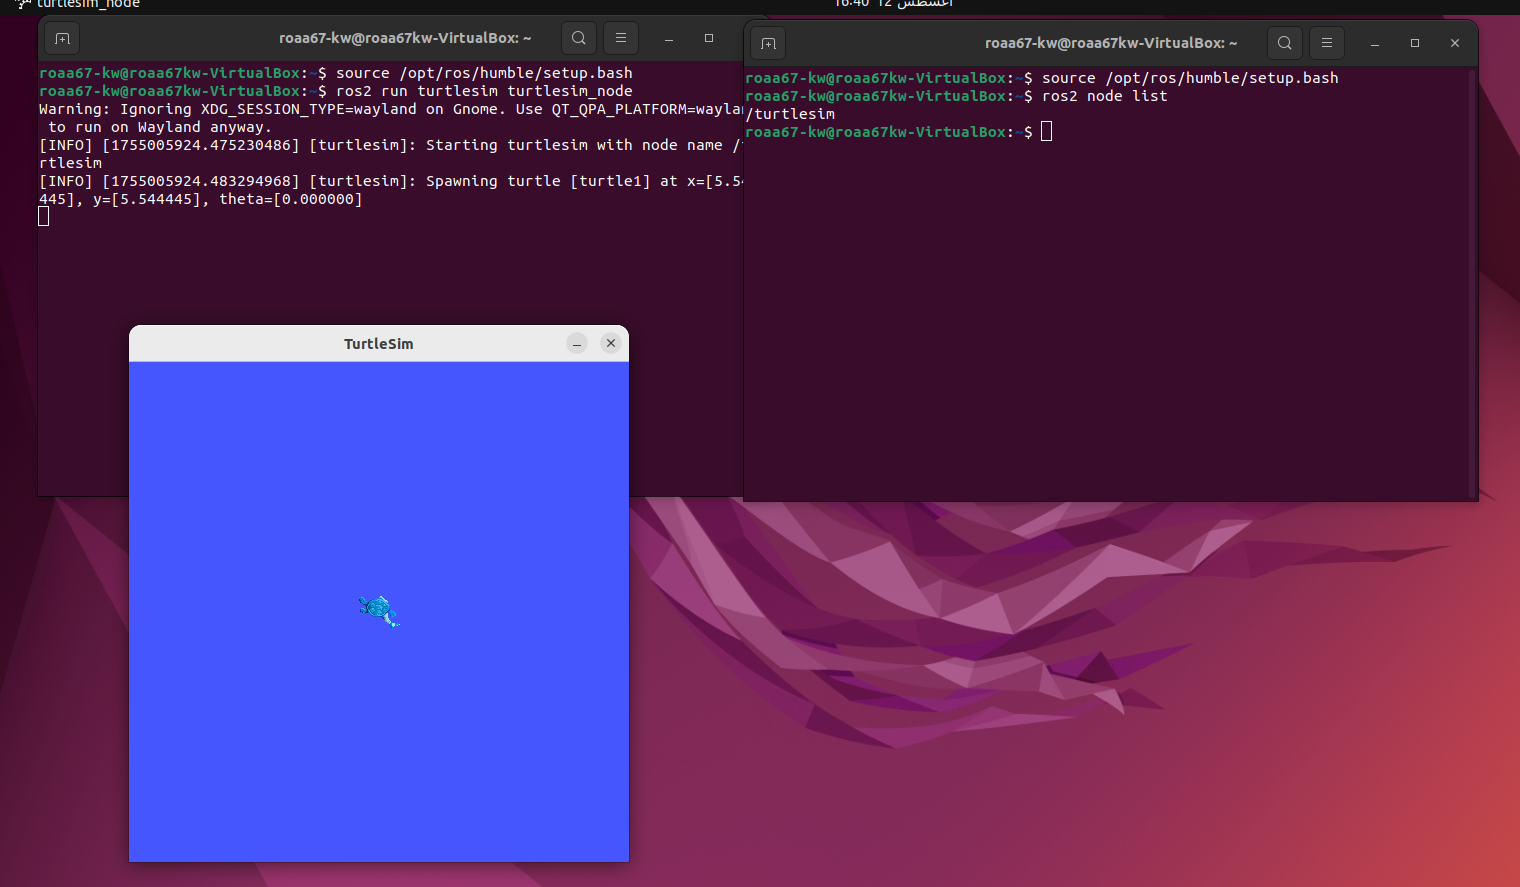 turtlesim_node
16:40 12 أغسطس
roaa67-kw@roaa67kw-VirtualBox: ~
roaa67-kw@roaa67kw-VirtualBox:~$ source /opt/ros/humble/setup.bash
roaa67-kw@roaa67kw-VirtualBox:~$ ros2 run turtlesim turtlesim_node
Warning: Ignoring XDG_SESSION_TYPE=wayland on Gnome. Use QT_QPA_PLATFORM=wayla
to run on Wayland anyway.
[INFO] [1755005924.475230486] [turtlesim]: Starting turtlesim with node name /
rtlesim
[INFO] [1755005924.483294968] [turtlesim]: Spawning turtle [turtle1] at x=[5.54
445], y=[5.544445], theta=[0.000000]
roaa67-kw@roaa67kw-VirtualBox: ~
roaa67-kw@roaa67kw-VirtualBox:~$ source /opt/ros/humble/setup.bash
roaa67-kw@roaa67kw-VirtualBox:~$ ros2 node list
/turtlesim
roaa67-kw@roaa67kw-VirtualBox:~$
TurtleSim